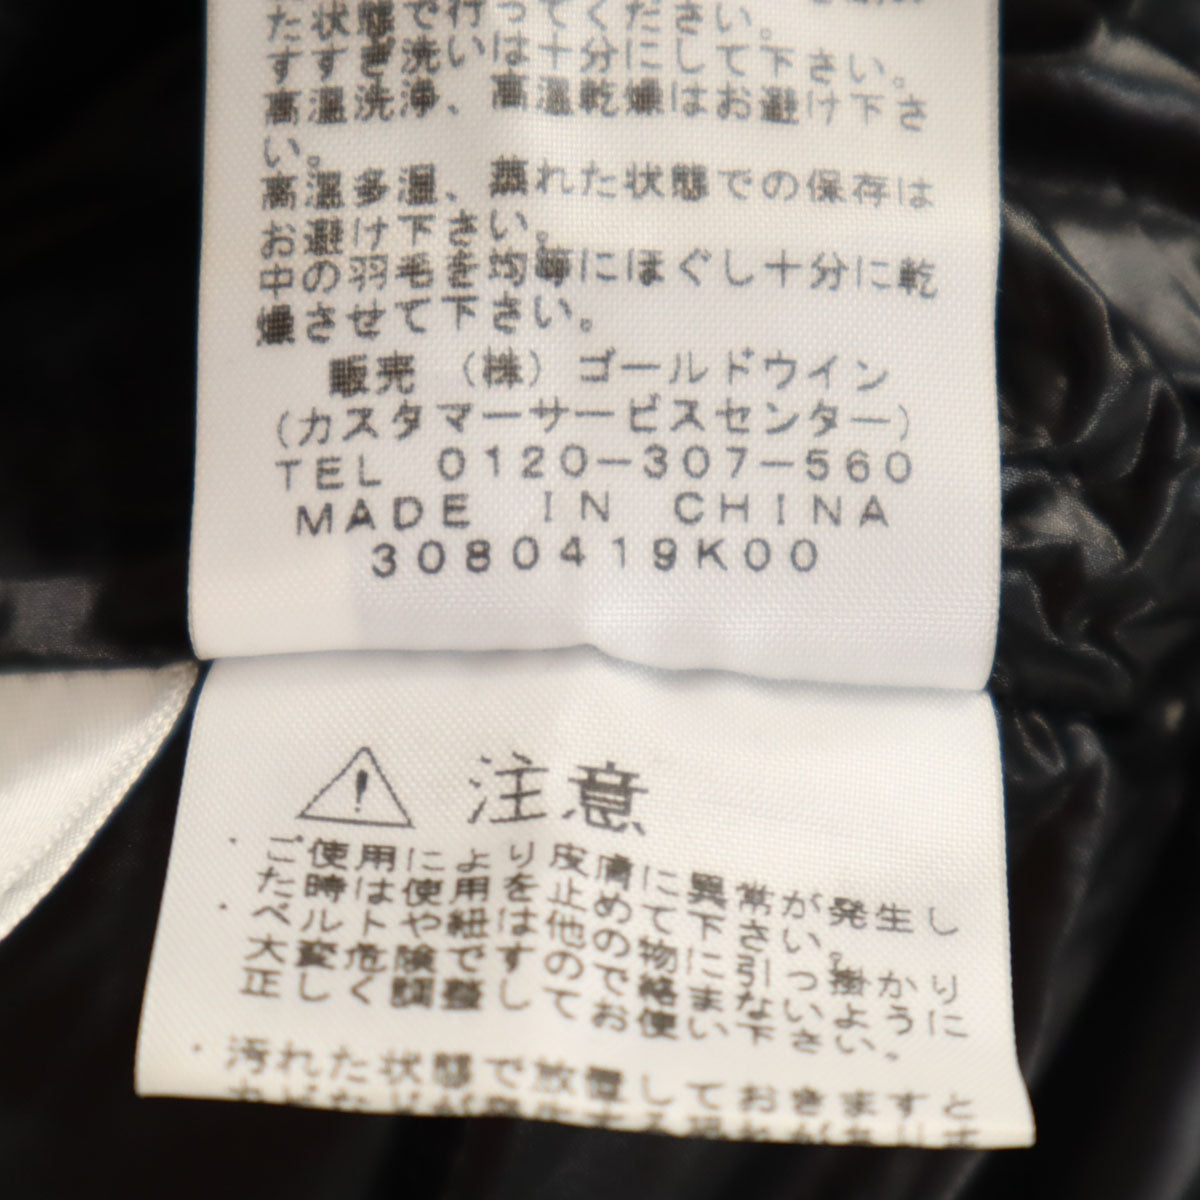 た状態で行ってください。
すすぎ洗いは十分にして下さい。
高温洗浄、高温乾燥はお避け下さ
い。
高温多湿、蒸れた状態での保存は
お避け下さい。
中の羽毛を均等にほぐし十分に乾
燥させて下さい。
販売 (株) ゴールドウイン
(カスタマーサービスセンター)
TEL 0120-307-560
MADE IN CHINA
3080419K00
注意
・ご使用により皮膚に異常が発生し
た時は使用を止めて下さい。
・ベルトや紐は他の物に引っ掛かり
大変危険ですのでお絡まいよう
正しく調整して
便
下さい。
・汚れた状態で放置しておきますと